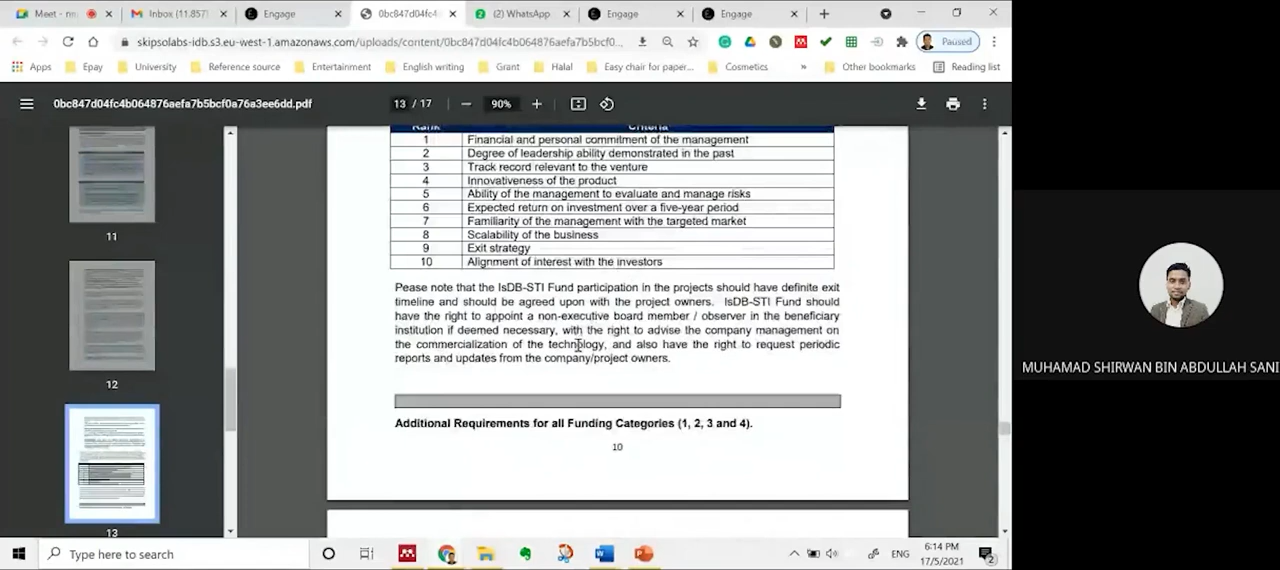 Meet - nn
Inbox (11,857)
Engage
0bc847d04fc4
(2) WhatsApp
Engage
Engage
skipsolabs-idb.s3.eu-west-1.amazonaws.com/uploads/content/0bc847d04fc4b064876aefa7b5bcf0...
Paused
Apps
Epay
University
Reference source
Entertainment
English writing
Grant
Halal
Easy chair for paper...
Cosmetics
»
Other bookmarks
Reading list
0bc847d04fc4b064876aefa7b5bcf0a76a3ee6dd.pdf
13 / 17
90%
11
12
13
Rank Criteria
1 Financial and personal commitment of the management
2 Degree of leadership ability demonstrated in the past
3 Track record relevant to the venture
4 Innovativeness of the product
5 Ability of the management to evaluate and manage risks
6 Expected return on investment over a five-year period
7 Familiarity of the management with the targeted market
8 Scalability of the business
9 Exit strategy
10 Alignment of interest with the investors
Pease note that the IsDB-STI Fund participation in the projects should have definite exit
timeline and should be agreed upon with the project owners. IsDB-STI Fund should
have the right to appoint a non-executive board member / observer in the beneficiary
institution if deemed necessary, with the right to advise the company management on
the commercialization of the technology, and also have the right to request periodic
reports and updates from the company/project owners.
Additional Requirements for all Funding Categories (1, 2, 3 and 4).
10
MUHAMAD SHIRWAN BIN ABDULLAH SANI
Type here to search
ENG
6:14 PM
17/5/2021
2